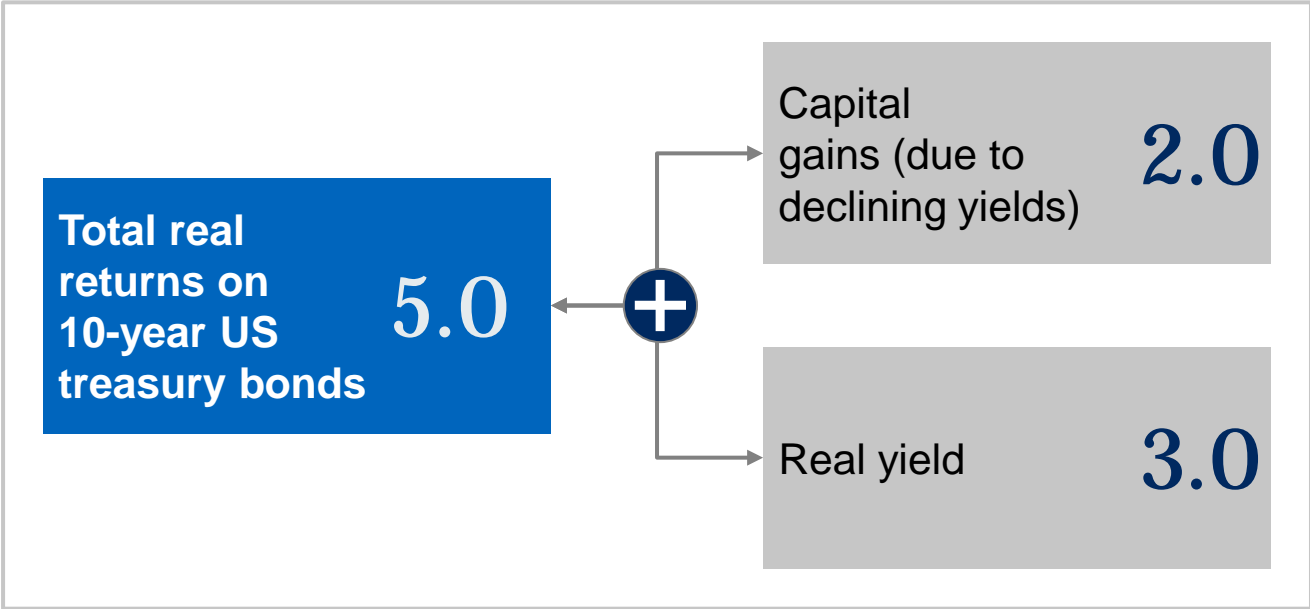 Total real
returns on
10-year US
treasury bonds
5.0
+
Capital
gains (due to
declining yields)
2.0
Real yield
3.0